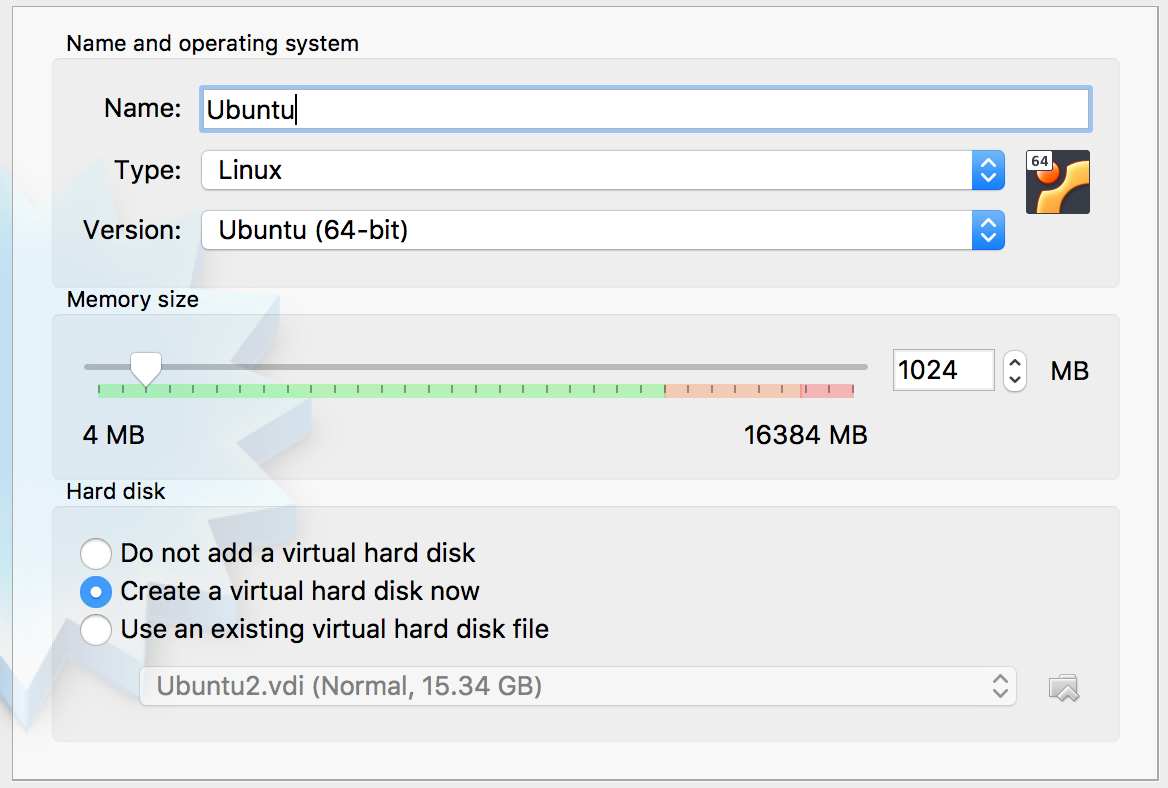 Name and operating system
Name: Ubuntu
Type: Linux
64
Version: Ubuntu (64-bit)
Memory size
1024 MB
4 MB 16384 MB
Hard disk
Do not add a virtual hard disk
Create a virtual hard disk now
Use an existing virtual hard disk file
Ubuntu2.vdi (Normal, 15.34 GB)